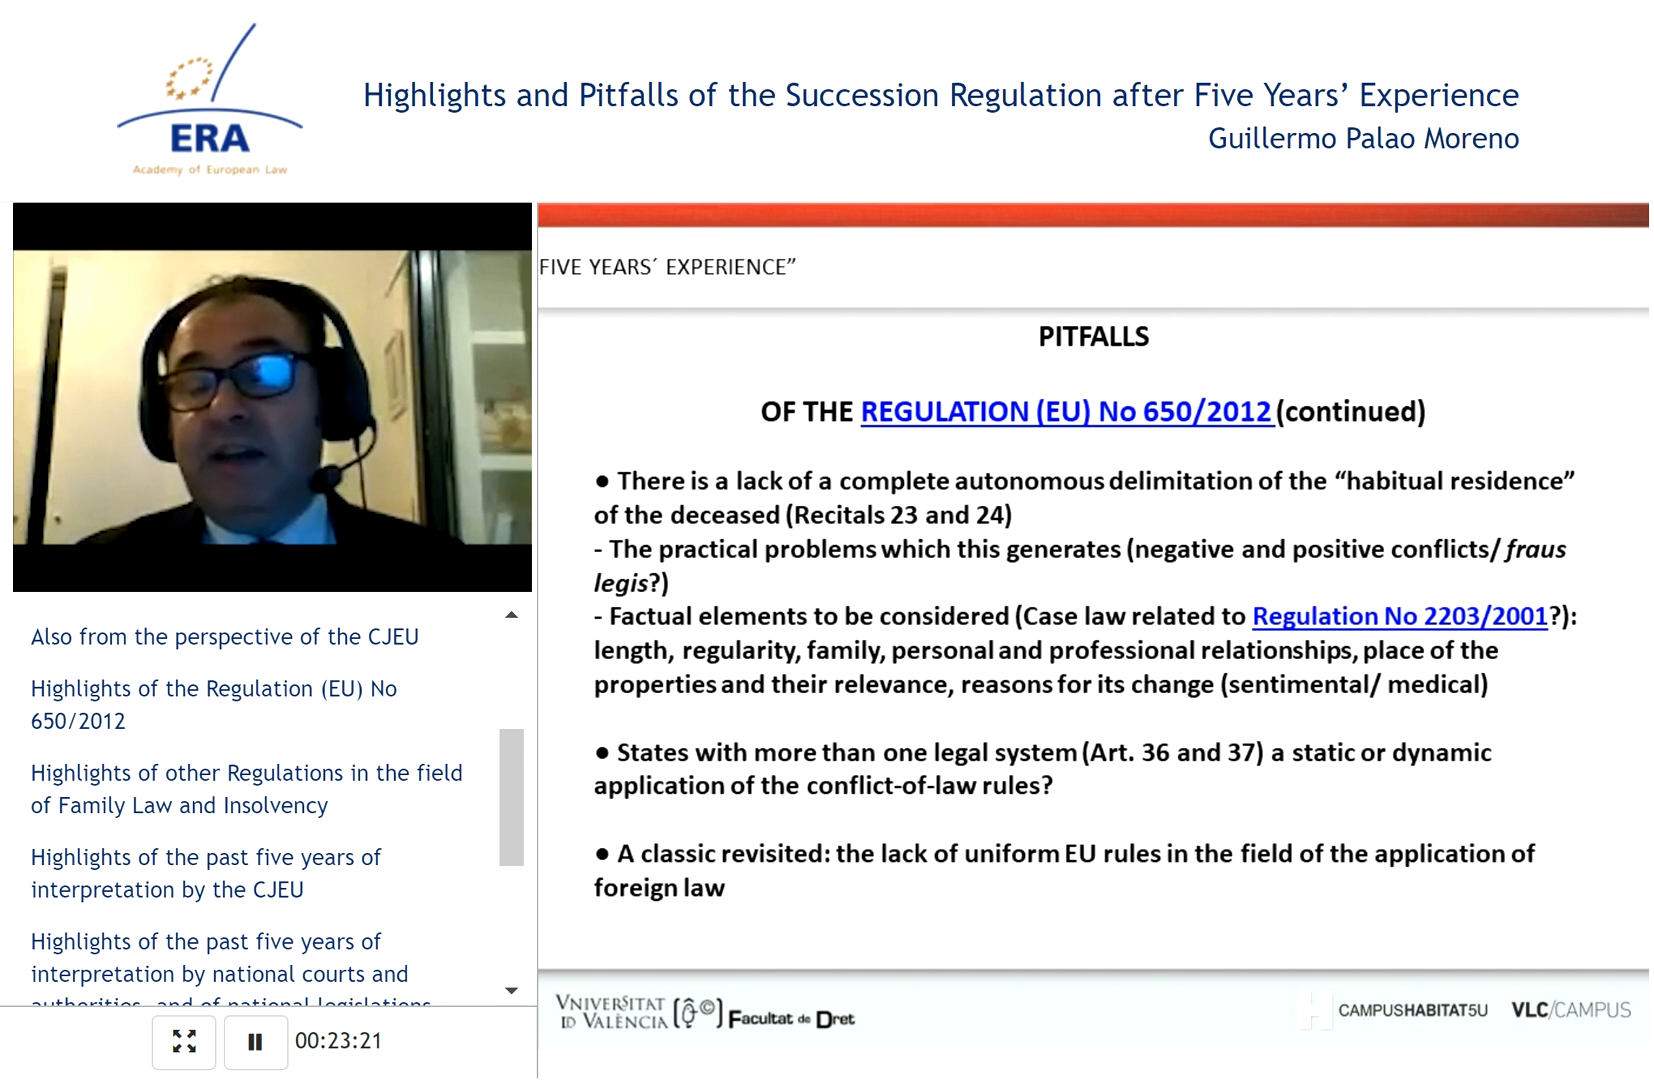 ERA
Academy of European Law
Highlights and Pitfalls of the Succession Regulation after Five Years’ Experience
Guillermo Palao Moreno
Also from the perspective of the CJEU
Highlights of the Regulation (EU) No
650/2012
Highlights of other Regulations in the field
of Family Law and Insolvency
Highlights of the past five years of
interpretation by the CJEU
Highlights of the past five years of
interpretation by national courts and
authorities, and of national legislations
00:23:21
FIVE YEARS´ EXPERIENCE”
PITFALLS
OF THE REGULATION (EU) No 650/2012 (continued)
● There is a lack of a complete autonomous delimitation of the “habitual residence”
of the deceased (Recitals 23 and 24)
- The practical problems which this generates (negative and positive conflicts/ fraus
legis?)
- Factual elements to be considered (Case law related to Regulation No 2203/2001?):
length, regularity, family, personal and professional relationships, place of the
properties and their relevance, reasons for its change (sentimental/ medical)
● States with more than one legal system (Art. 36 and 37) a static or dynamic
application of the conflict-of-law rules?
● A classic revisited: the lack of uniform EU rules in the field of the application of
foreign law
VNIVERSITAT
ID VALÈNCIA
Facultat de Dret
CAMPUSHABITAT5U
VLC/CAMPUS